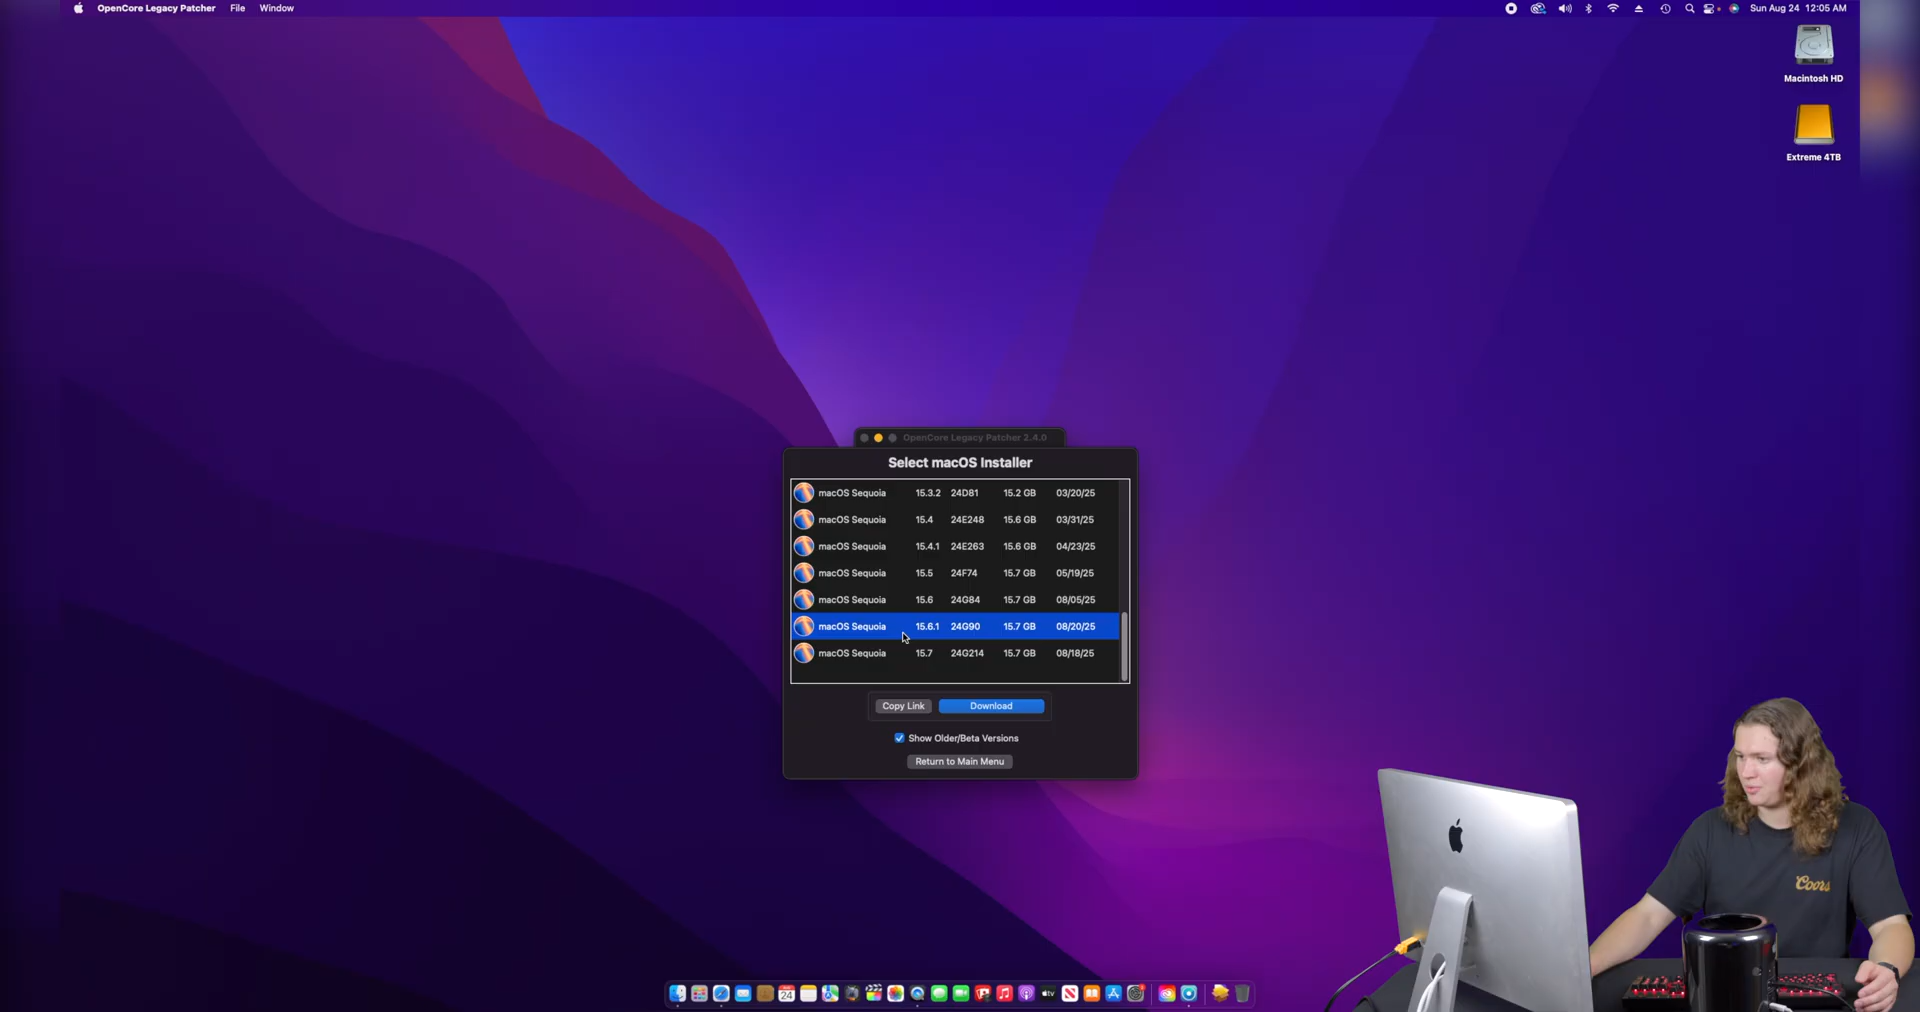 OpenCore Legacy Patcher File Window
Sun Aug 24 12:05 AM
Macintosh HD
Extreme 4TB
OpenCore Legacy Patcher 2.4.0
Select macOS Installer
macOS Sequoia 15.3.2 24D81 15.2 GB 03/20/25
macOS Sequoia 15.4 24E248 15.6 GB 03/31/25
macOS Sequoia 15.4.1 24E263 15.6 GB 04/23/25
macOS Sequoia 15.5 24F74 15.7 GB 05/19/25
macOS Sequoia 15.6 24G84 15.7 GB 08/05/25
macOS Sequoia 15.6.1 24G90 15.7 GB 08/20/25
macOS Sequoia 15.7 24G214 15.7 GB 08/18/25
Copy Link Download
Show Older/Beta Versions
Return to Main Menu
Coors
24
tv